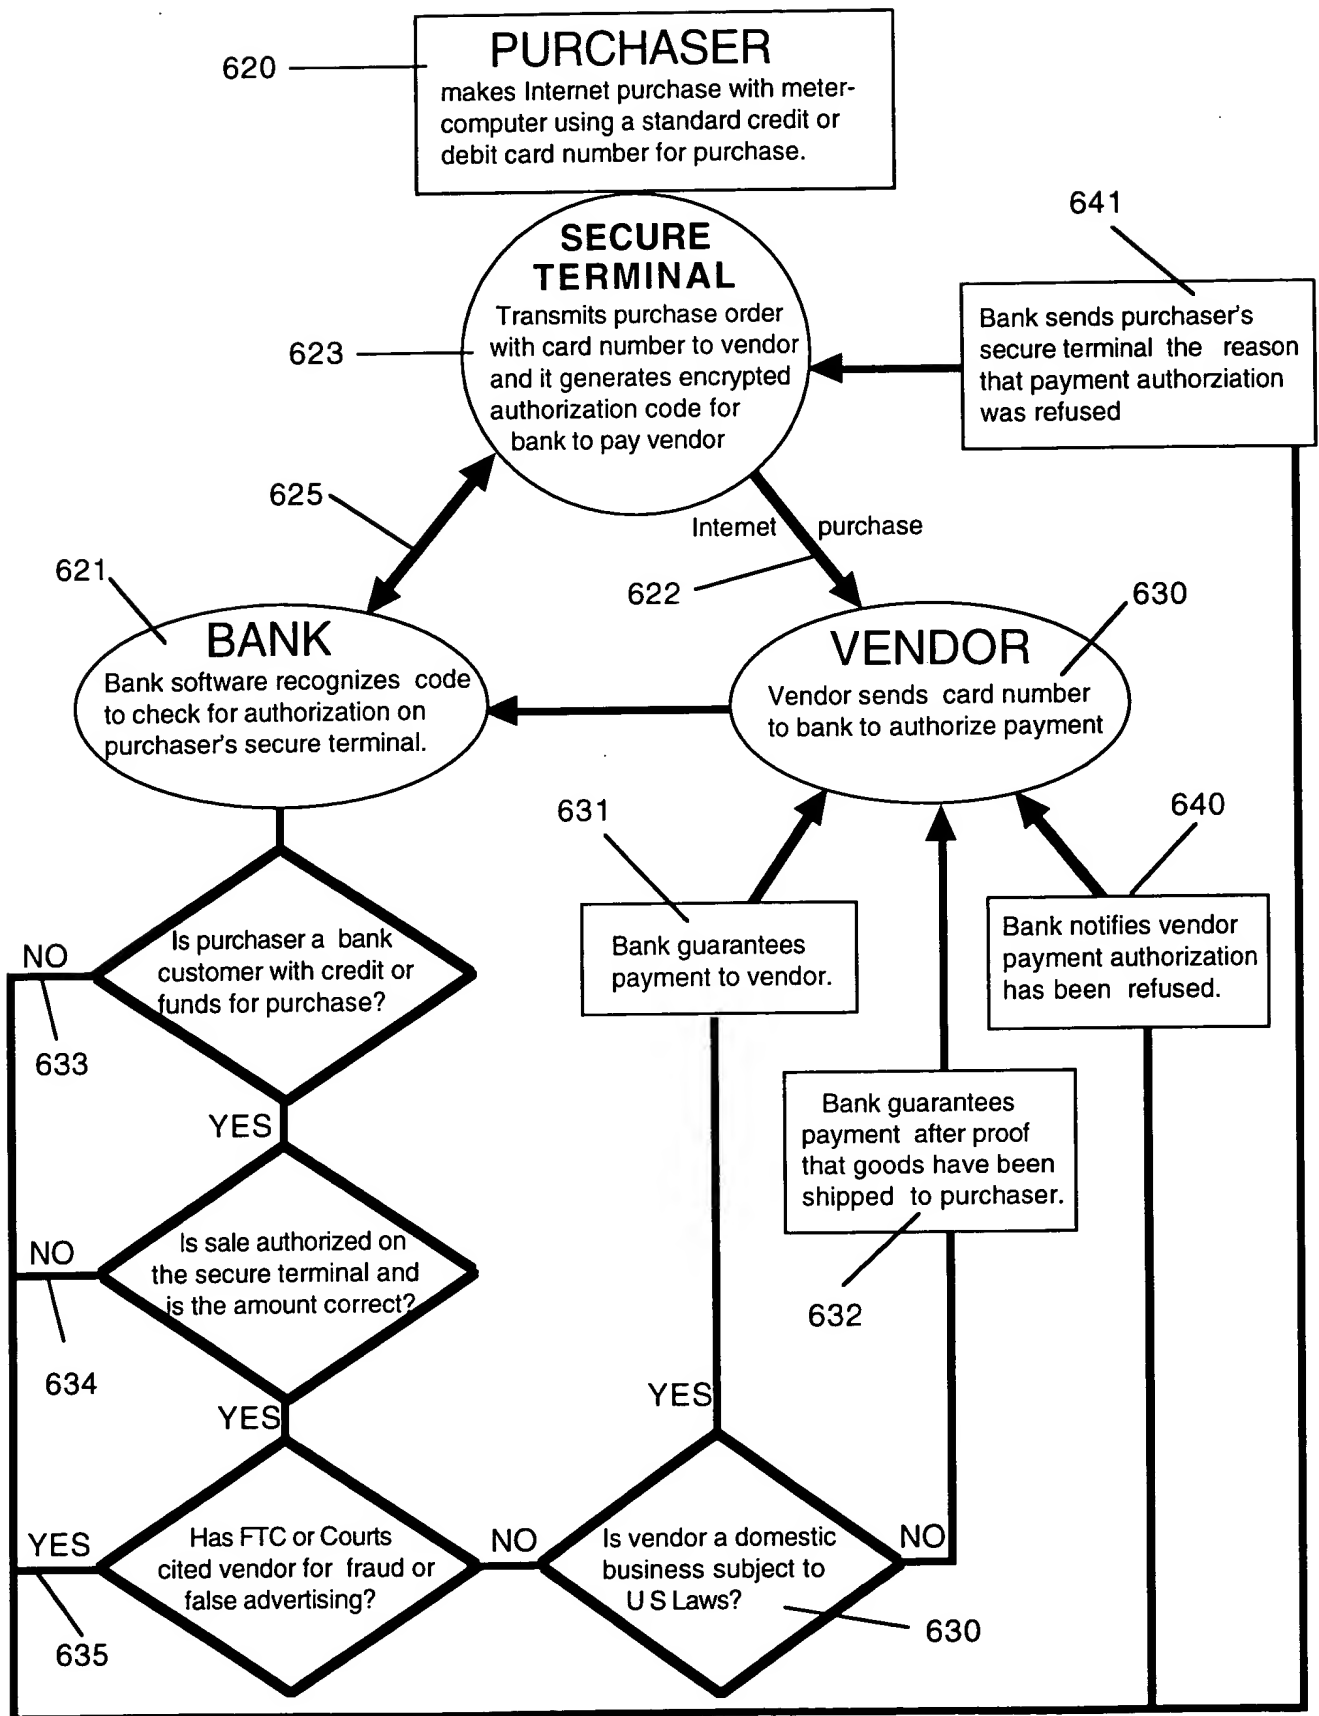 PURCHASER
620
makes Internet purchase with meter-
computer using a standard credit or
debit card number for purchase.
641
SECURE
TERMINAL
Transmits purchase order
with card number to vendor
and it generates encrypted
authorization code for
bank to pay vendor
623
Bank sends purchaser's
secure terminal the reason
that payment authorziation
was refused
625
Internet purchase
622
621
630
BANK
Bank software recognizes code
to check for authorization on
purchaser's secure terminal.
VENDOR
Vendor sends card number
to bank to authorize payment
631
640
Is purchaser a bank
customer with credit or
funds for purchase?
NO
633
Bank guarantees
payment to vendor.
Bank notifies vendor
payment authorization
has been refused.
YES
Bank guarantees
payment after proof
that goods have been
shipped to purchaser.
632
Is sale authorized on
the secure terminal and
is the amount correct?
NO
634
YES
YES
Has FTC or Courts
cited vendor for fraud or
false advertising?
YES
635
NO
Is vendor a domestic
business subject to
U S Laws?
NO
630